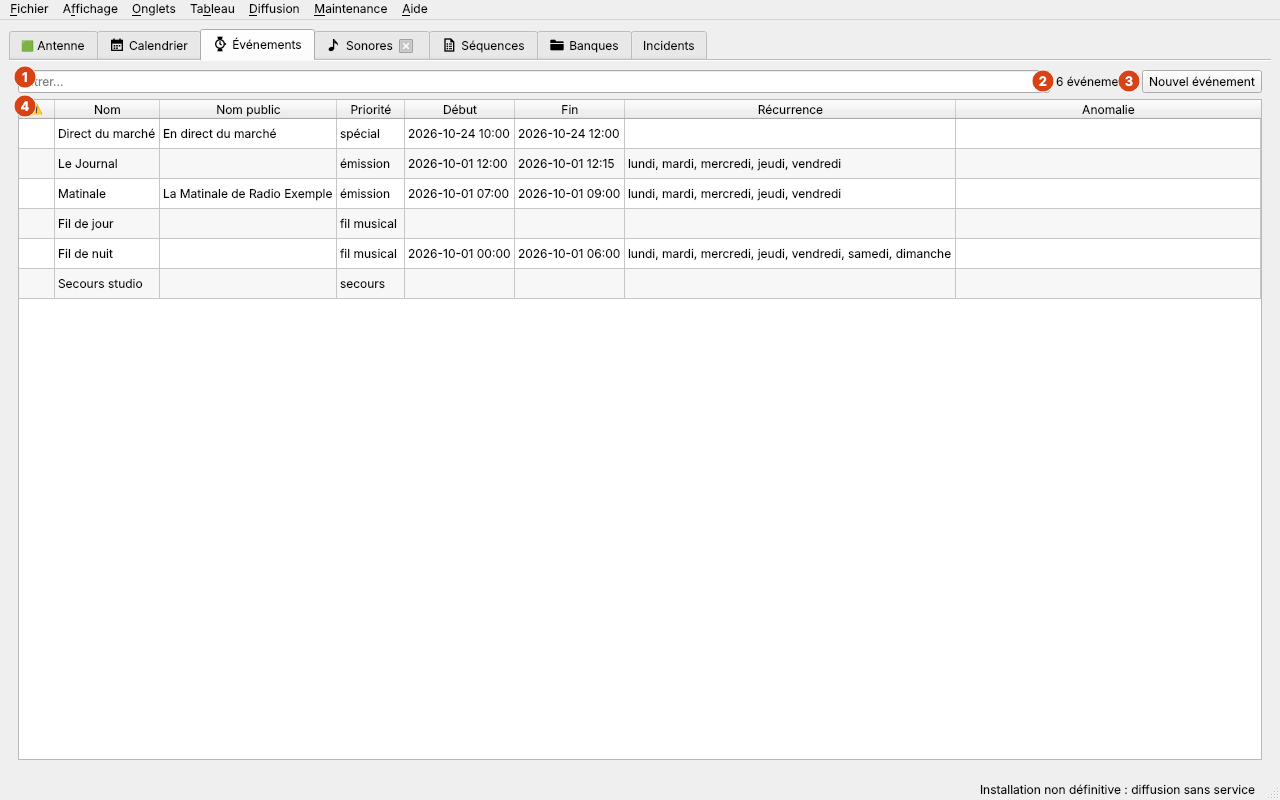 Fichier Affichage Onglets Tableau Diffusion Maintenance Aide
Antenne Calendrier Événements Sonores Séquences Banques Incidents
1 2 6 3 Nouvel événement
4 Nom Nom public Priorité Début Fin Récurrence Anomalie
Direct du marché En direct du marché spécial 2026-10-24 10:00 2026-10-24 12:00
Le Journal émission 2026-10-01 12:00 2026-10-01 12:15 lundi, mardi, mercredi, jeudi, vendredi
Matinale La Matinale de Radio Exemple émission 2026-10-01 07:00 2026-10-01 09:00 lundi, mardi, mercredi, jeudi, vendredi
Fil de jour fil musical
Fil de nuit fil musical 2026-10-01 00:00 2026-10-01 06:00 lundi, mardi, mercredi, jeudi, vendredi, samedi, dimanche
Secours studio secours
Installation non définitive : diffusion sans service